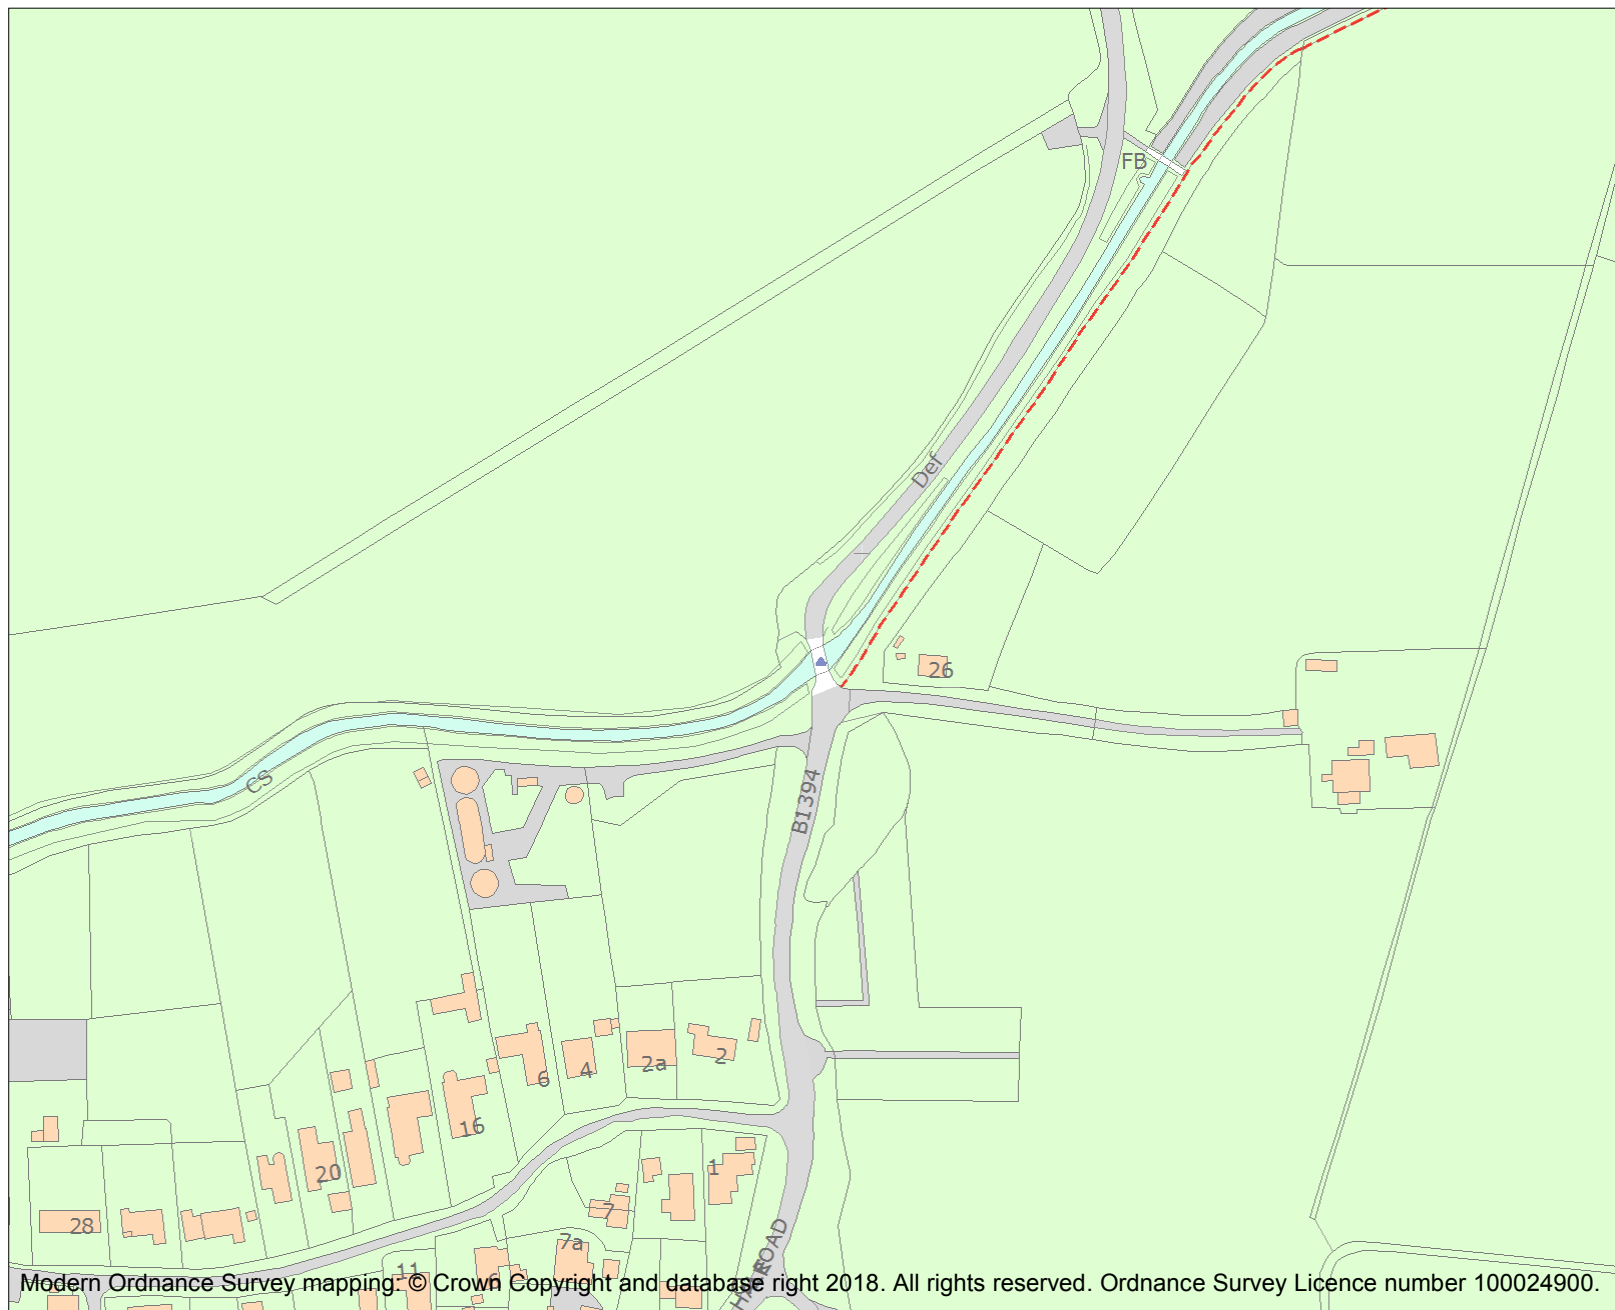 FB
Def
26
CS
B1394
2
2a
4
6
16
20
1
28
7
7a
11
6
ROAD
Modern Ordnance Survey mapping: © Crown Copyright and database right 2018. All rights reserved. Ordnance Survey Licence number 100024900.